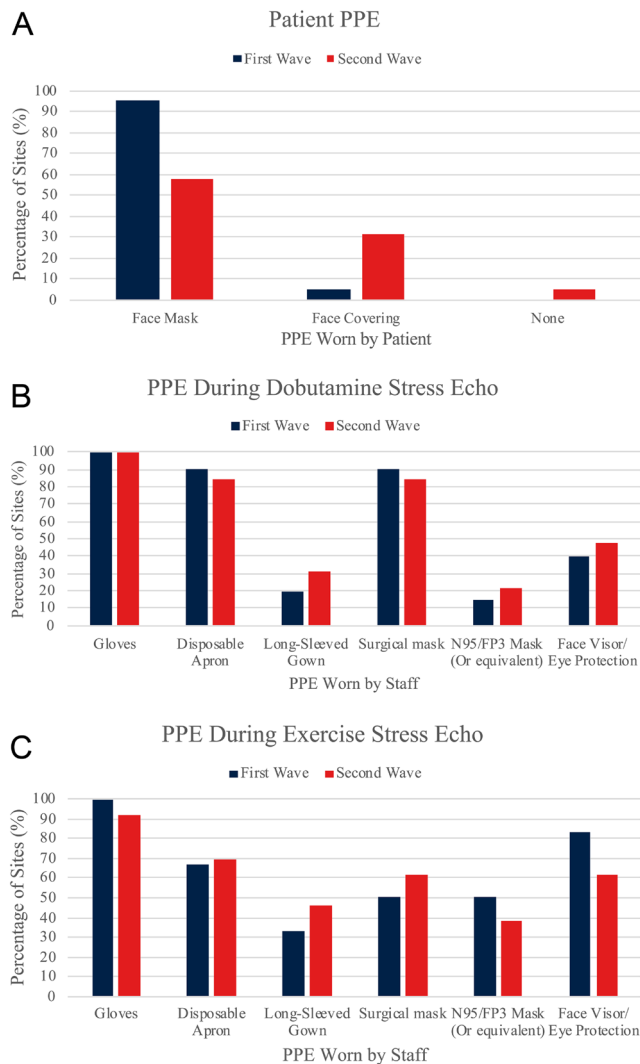 A
Patient PPE
First Wave Second Wave
Percentage of Sites (%)
100
90
80
70
60
50
40
30
20
10
0
Face Mask Face Covering None
PPE Worn by Patient
B
PPE During Dobutamine Stress Echo
First Wave Second Wave
Percentage of Sites (%)
100
90
80
70
60
50
40
30
20
10
0
Gloves Disposable Long-Sleeved Surgical mask N95/FP3 Mask Face Visor/
Apron Gown (Or equivalent) Eye Protection
PPE Worn by Staff
C
PPE During Exercise Stress Echo
First Wave Second Wave
Percentage of Sites (%)
100
90
80
70
60
50
40
30
20
10
0
Gloves Disposable Long-Sleeved Surgical mask N95/FP3 Mask Face Visor/
Apron Gown (Or equivalent) Eye Protection
PPE Worn by Staff